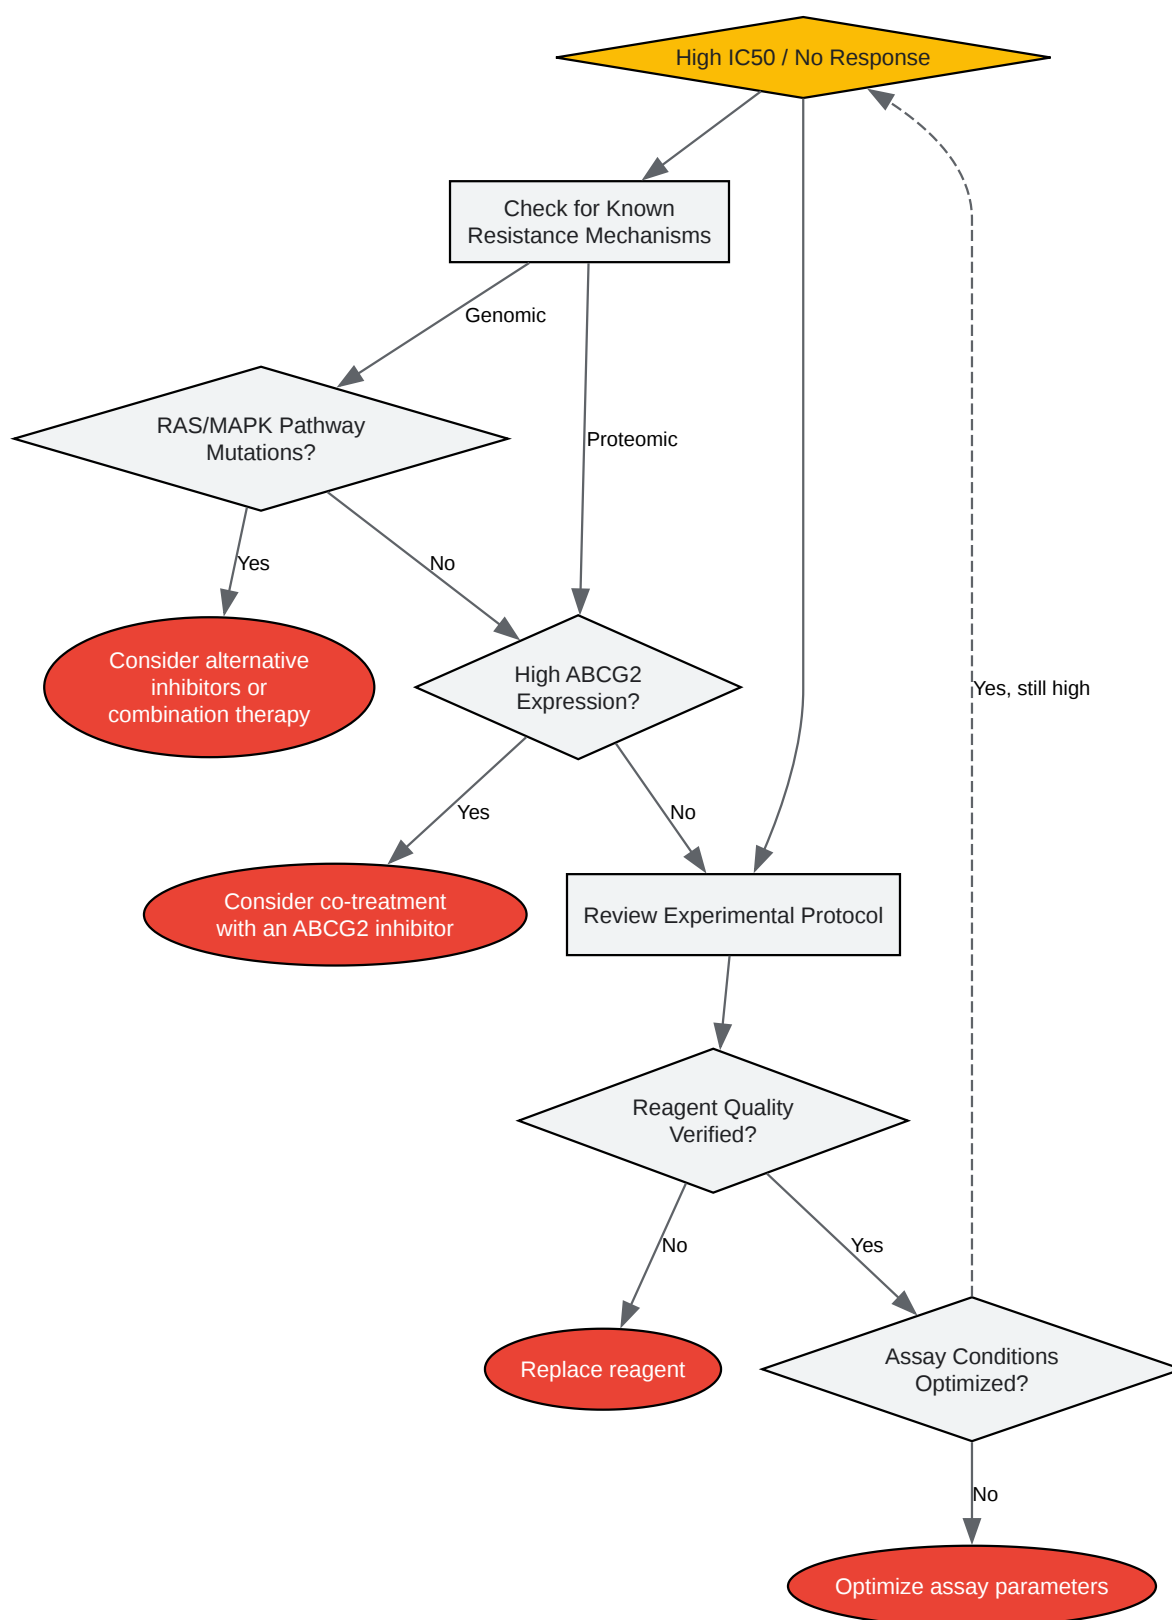 High IC50 / No Response
Check for Known
Resistance Mechanisms
Genomic
RAS/MAPK Pathway
Mutations?
Proteomic
Yes
No
Consider alternative
inhibitors or
combination therapy
High ABCG2
Expression?
Yes, still high
Yes
No
Consider co-treatment
with an ABCG2 inhibitor
Review Experimental Protocol
Reagent Quality
Verified?
No
Yes
Replace reagent
Assay Conditions
Optimized?
No
Optimize assay parameters